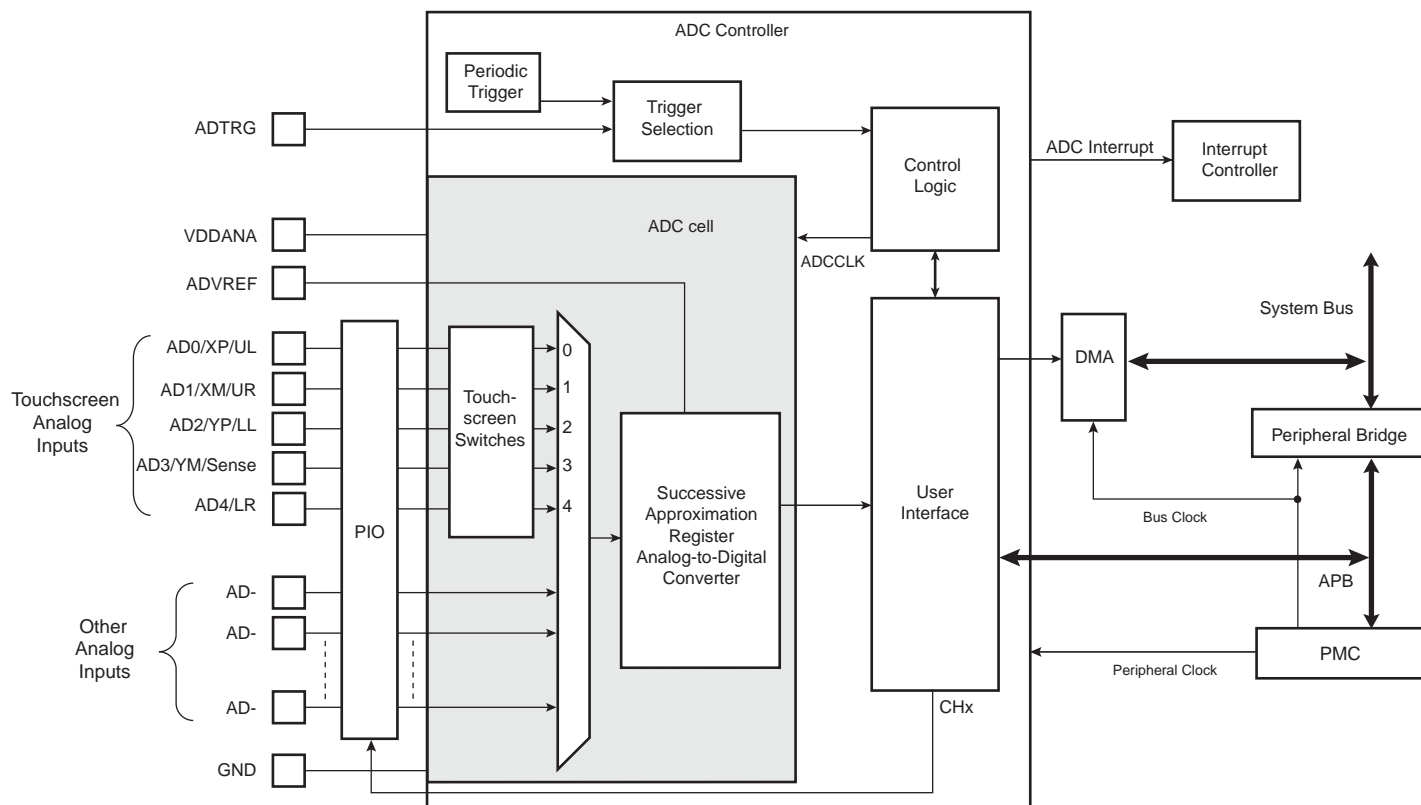 ADC Controller
Periodic
Trigger
Trigger
Selection
ADTRG
Control
Logic
ADC Interrupt
Interrupt
Controller
VDDANA
ADC cell
ADCCLK
ADVREF
System Bus
Touchscreen
Analog
Inputs
AD0/XP/UL
AD1/XM/UR
AD2/YP/LL
AD3/YM/Sense
AD4/LR
PIO
Touch-
screen
Switches
0
1
2
3
4
Successive
Approximation
Register
Analog-to-Digital
Converter
User
Interface
DMA
Peripheral Bridge
Bus Clock
APB
Other
Analog
Inputs
AD-
AD-
AD-
PMC
Peripheral Clock
CHx
GND